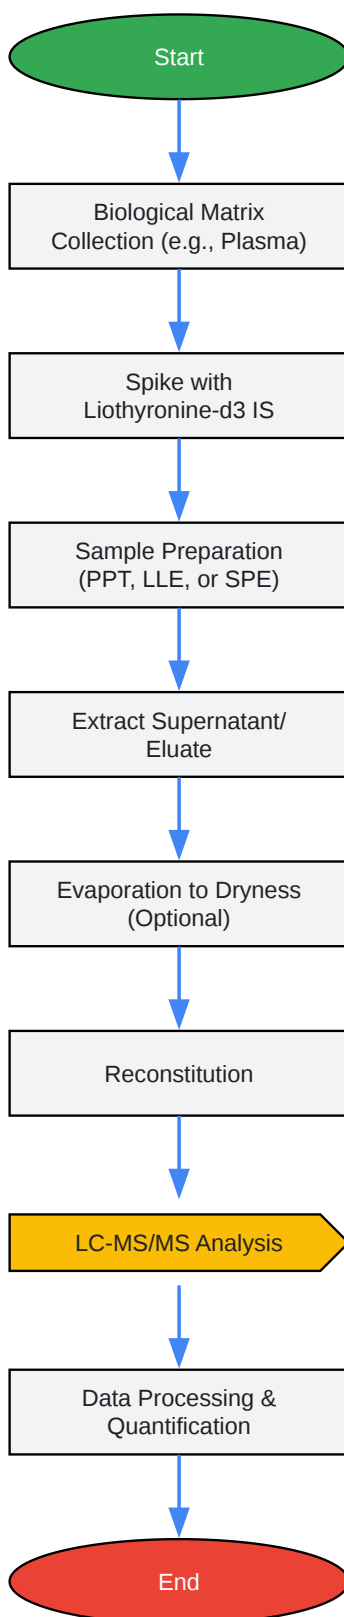 Start
Biological Matrix
Collection (e.g., Plasma)
Spike with
Liothyronine-d3 IS
Sample Preparation
(PPT, LLE, or SPE)
Extract Supernatant/
Eluate
Evaporation to Dryness
(Optional)
Reconstitution
LC-MS/MS Analysis
Data Processing &
Quantification
End